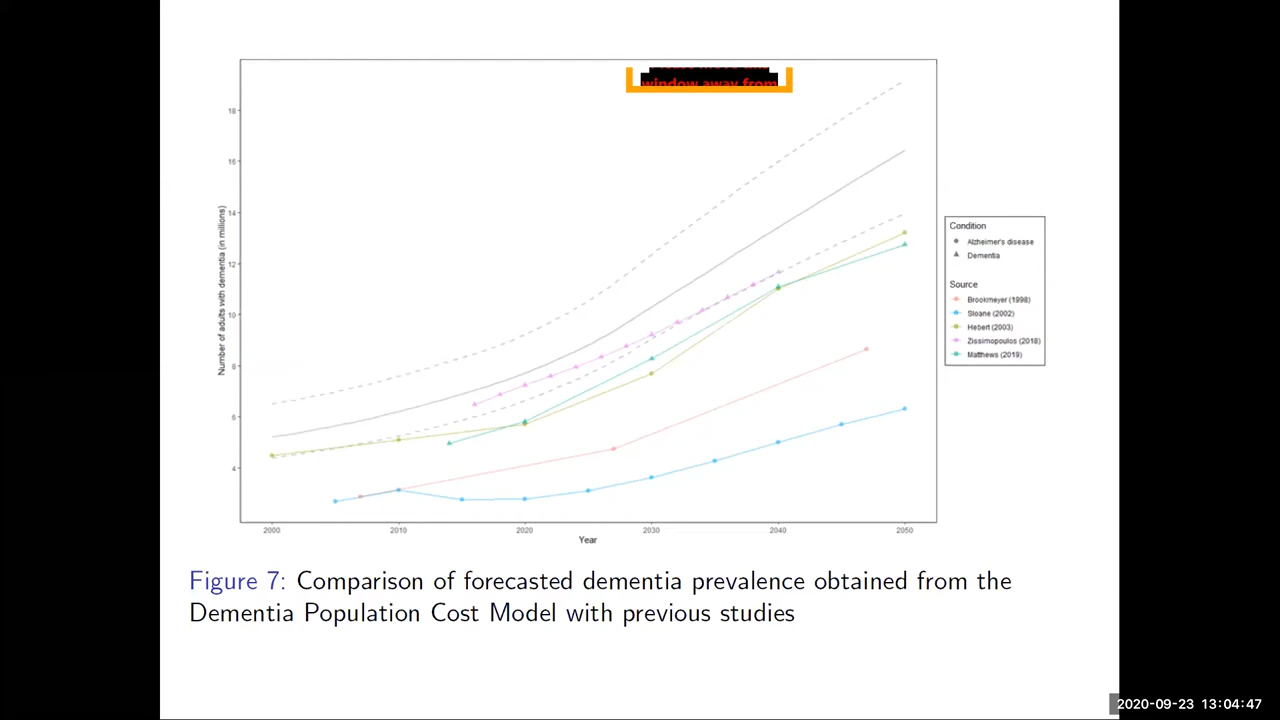 window away from
18
16
14
12
10
8
6
4
Number of adults with dementia (in millions)
2000 2010 2020 2030 2040 2050
Year
Condition
Alzheimer's disease
Dementia
Source
Brookmeyer (1998)
Sloane (2002)
Hebert (2003)
Zissimopoulos (2018)
Matthews (2019)
Figure 7: Comparison of forecasted dementia prevalence obtained from the
Dementia Population Cost Model with previous studies
2020-09-23 13:04:47